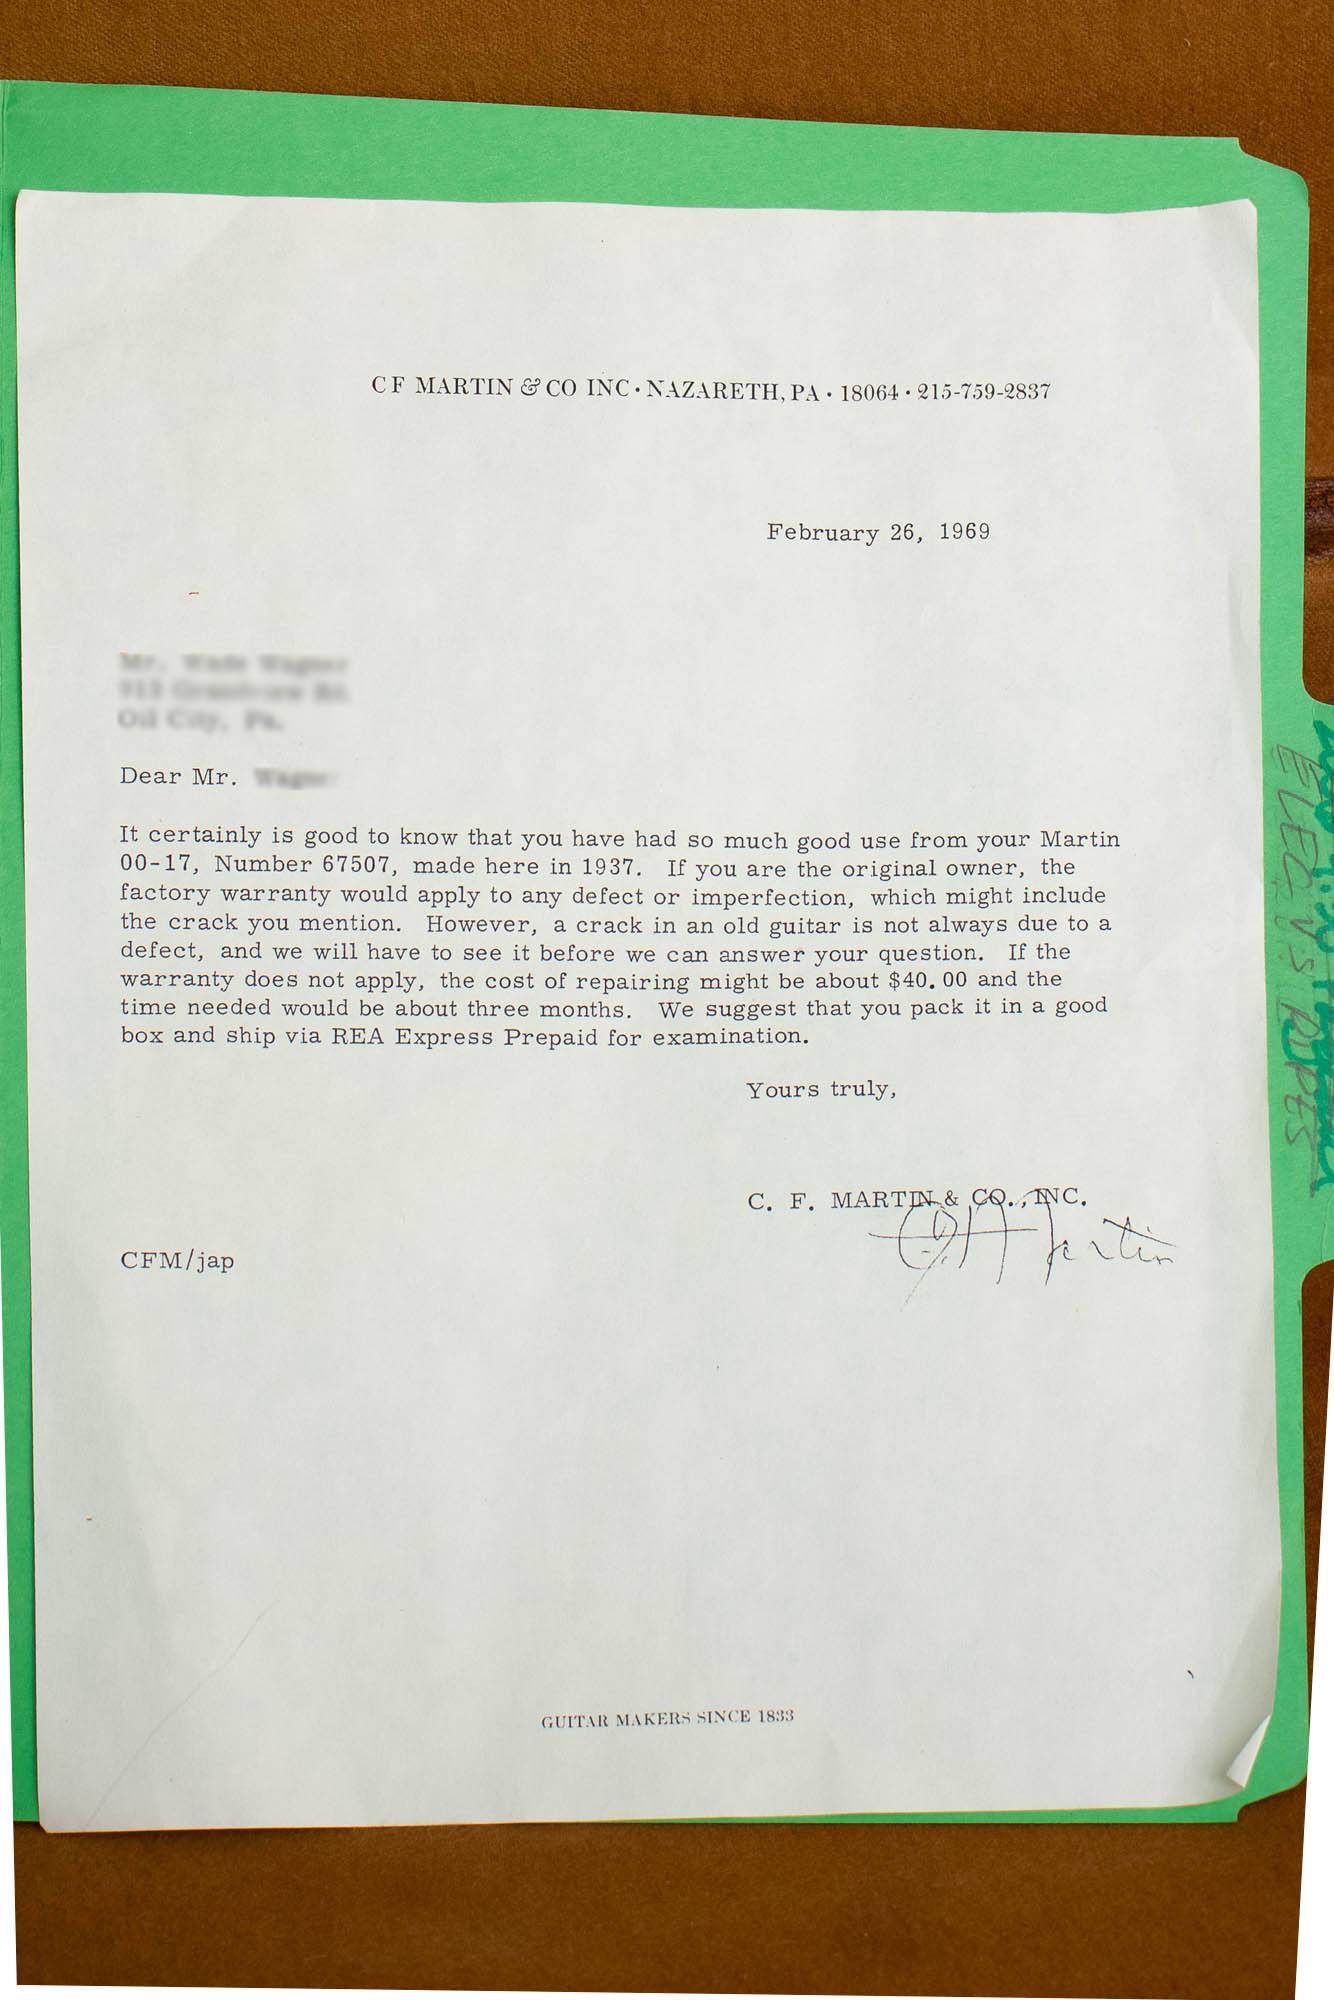 C F MARTIN & CO INC • NAZARETH, PA • 18064 • 215-759-2837
February 26, 1969
Dear Mr.
It certainly is good to know that you have had so much good use from your Martin
00-17, Number 67507, made here in 1937. If you are the original owner, the
factory warranty would apply to any defect or imperfection, which might include
the crack you mention. However, a crack in an old guitar is not always due to a
defect, and we will have to see it before we can answer your question. If the
warranty does not apply, the cost of repairing might be about $40.00 and the
time needed would be about three months. We suggest that you pack it in a good
box and ship via REA Express Prepaid for examination.
Yours truly,
C. F. MARTIN & CO., INC.
C. F. Martin
CFM/jap
GUITAR MAKERS SINCE 1833
ELEC. VS PIPES